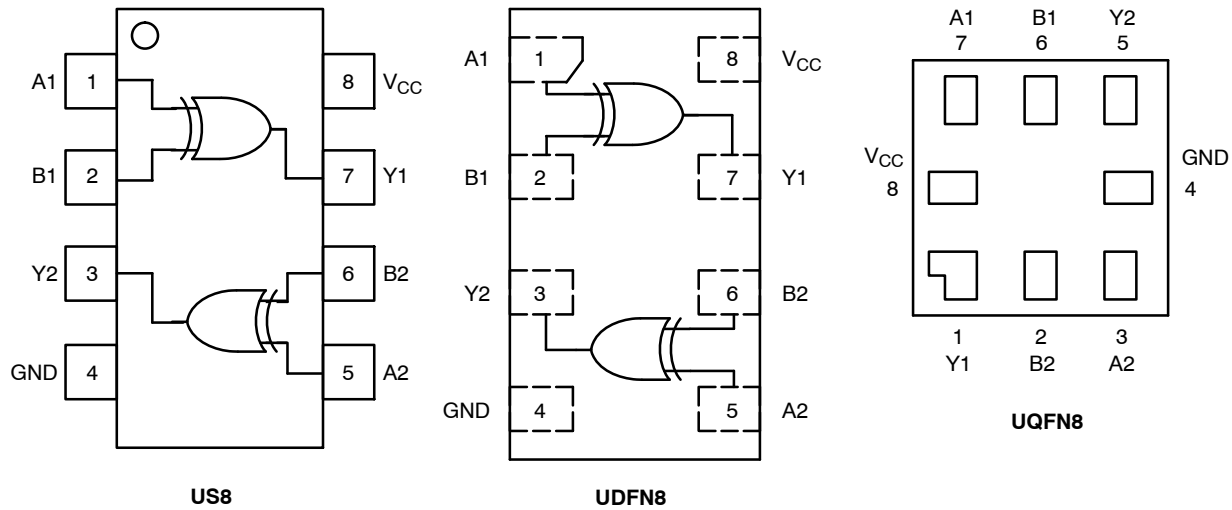 A1 1 8 VCC
B1 2 7 Y1
Y2 3 6 B2
GND 4 5 A2
US8
A1 1 8 VCC
B1 2 7 Y1
Y2 3 6 B2
GND 4 5 A2
UDFN8
A1 B1 Y2
7 6 5
VCC GND
8 4
1 2 3
Y1 B2 A2
UQFN8